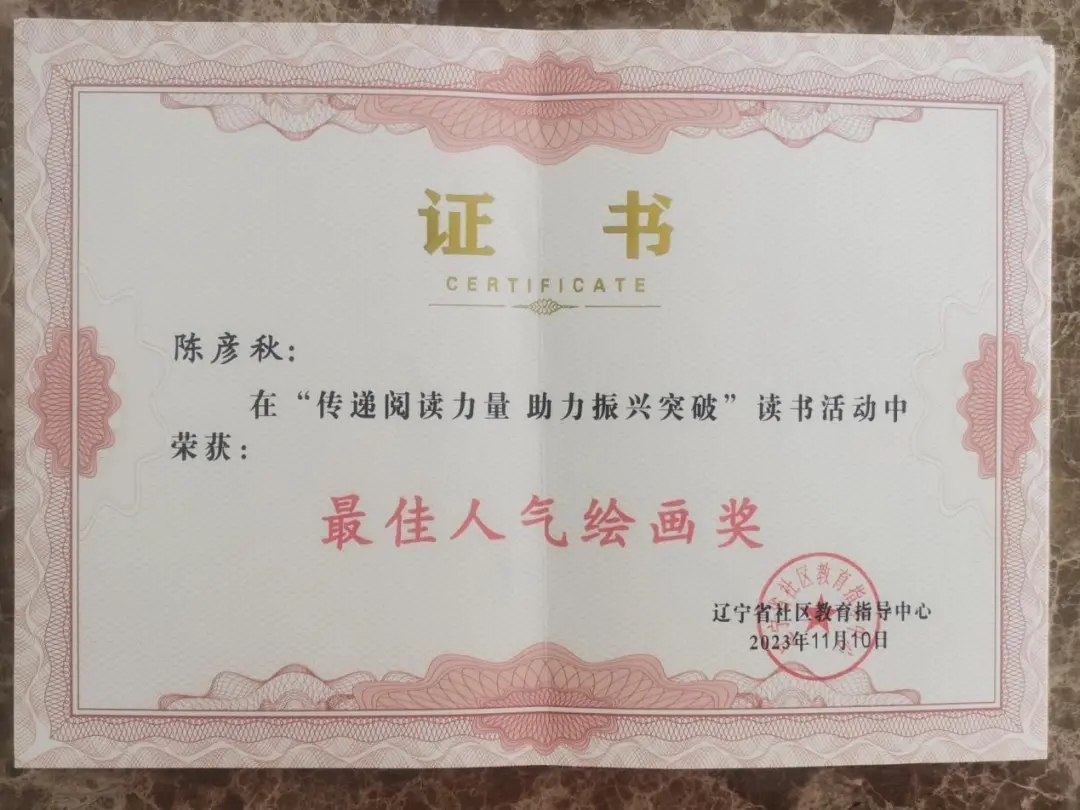 证 书
CERTIFICATE
陈彦秋：
在“传递阅读力量 助力振兴突破”读书活动中
荣获：
最佳人气绘画奖
辽宁省社区教育指导中心
2023年11月10日